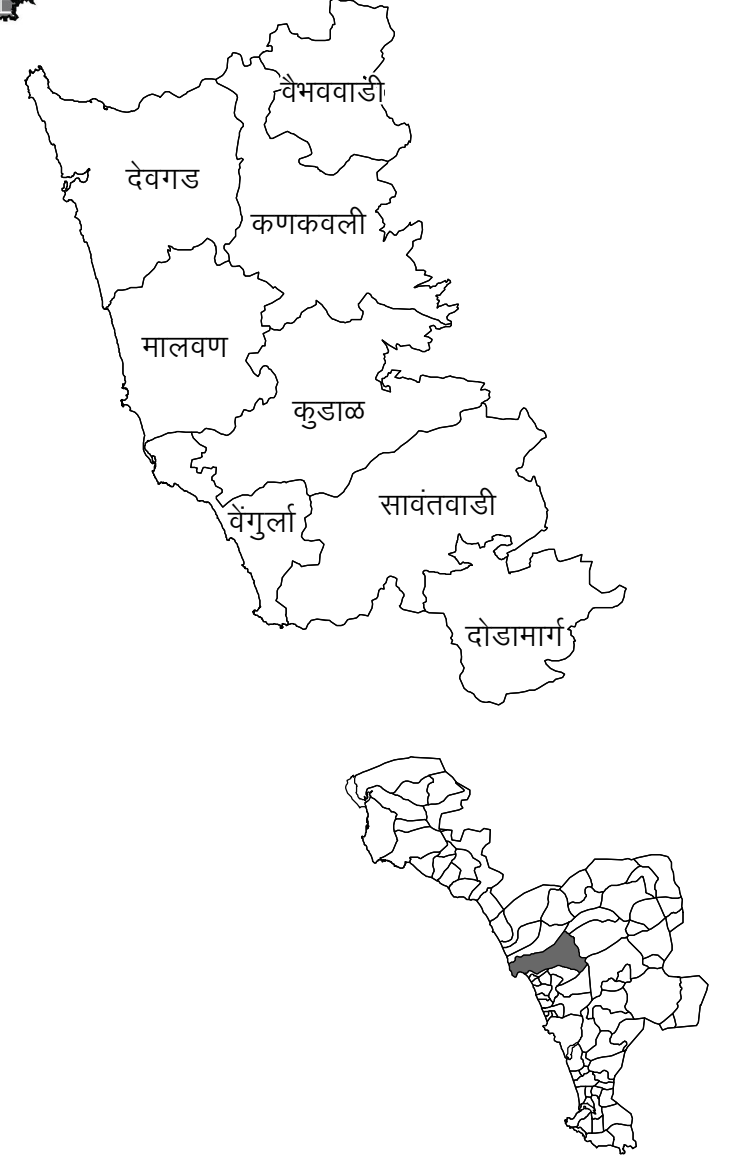 वैभववाडी
देवगड
कणकवली
मालवण
कुडाळ
सावंतवाडी
वेंगुर्ला
दोडामार्ग